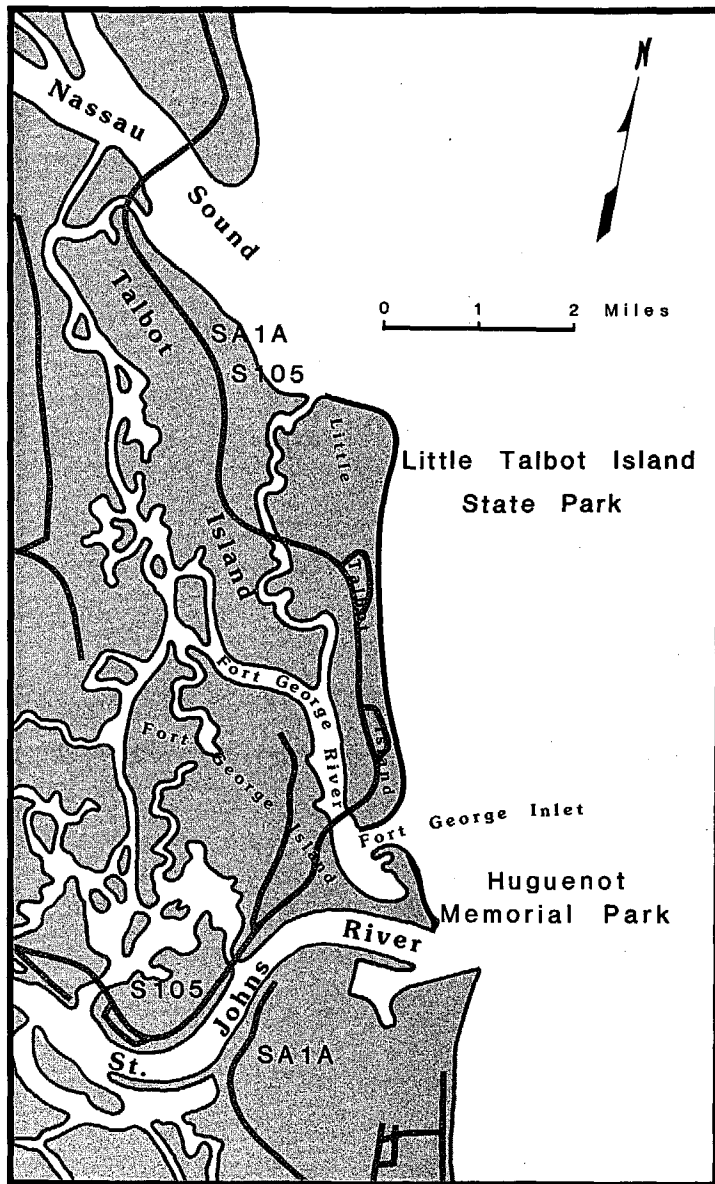 N
Nassau
Sound
0 1 2 Miles
Talbot
SA1A
S105
Little
Little Talbot Island
State Park
Island
Talbot
Fort George River
Fort George
Island
Island
Fort George Inlet
Huguenot
Memorial Park
River
S105
Johns
St.
SA1A